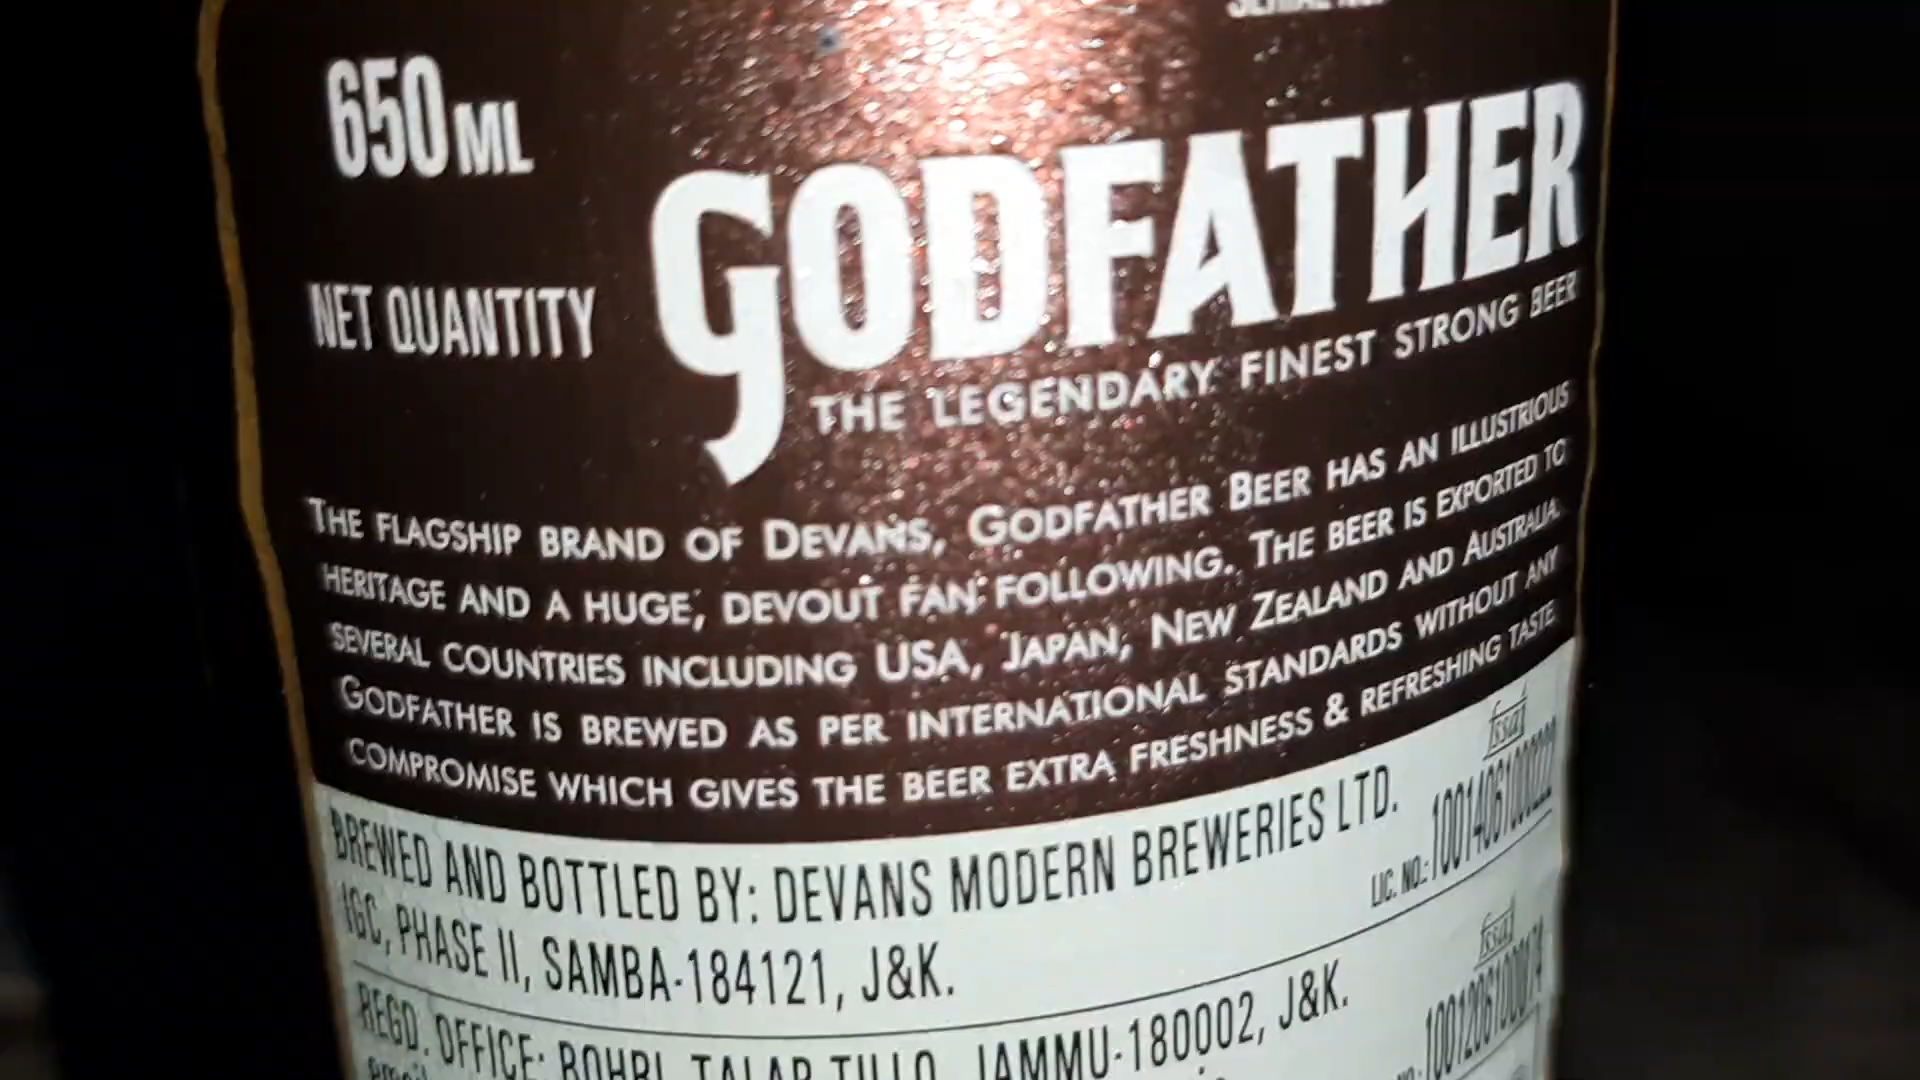 650 ML
NET QUANTITY
GODFATHER
THE LEGENDARY FINEST STRONG BEER
THE FLAGSHIP BRAND OF DEVANS, GODFATHER BEER HAS AN ILLUSTRIOUS
HERITAGE AND A HUGE, DEVOUT FAN FOLLOWING. THE BEER IS EXPORTED TO
SEVERAL COUNTRIES INCLUDING USA, JAPAN, NEW ZEALAND AND AUSTRALIA.
GODFATHER IS BREWED AS PER INTERNATIONAL STANDARDS WITHOUT ANY
COMPROMISE WHICH GIVES THE BEER EXTRA FRESHNESS & REFRESHING TASTE
BREWED AND BOTTLED BY: DEVANS MODERN BREWERIES LTD.
IGC, PHASE II, SAMBA-184121, J&K.
fssai
LIC. NO.:
REGD. OFFICE: BOHRI, TALAB TILLO, JAMMU-180002, J&K.
fssai